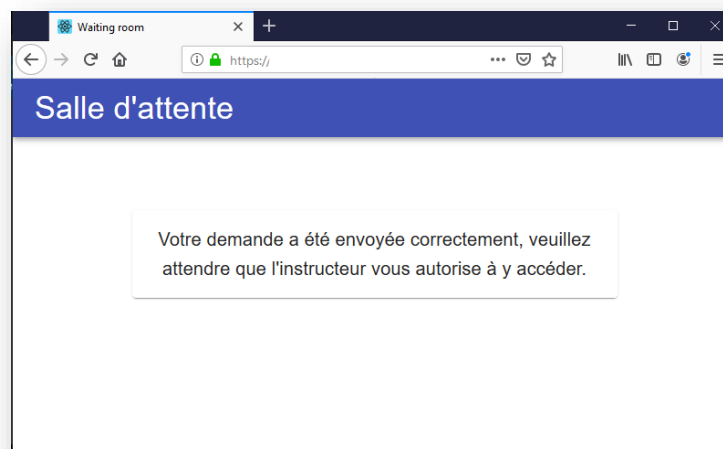 Waiting room
https:/
Salle d'attente
Votre demande a été envoyée correctement, veuillez
attendre que l'instructeur vous autorise à y accéder.